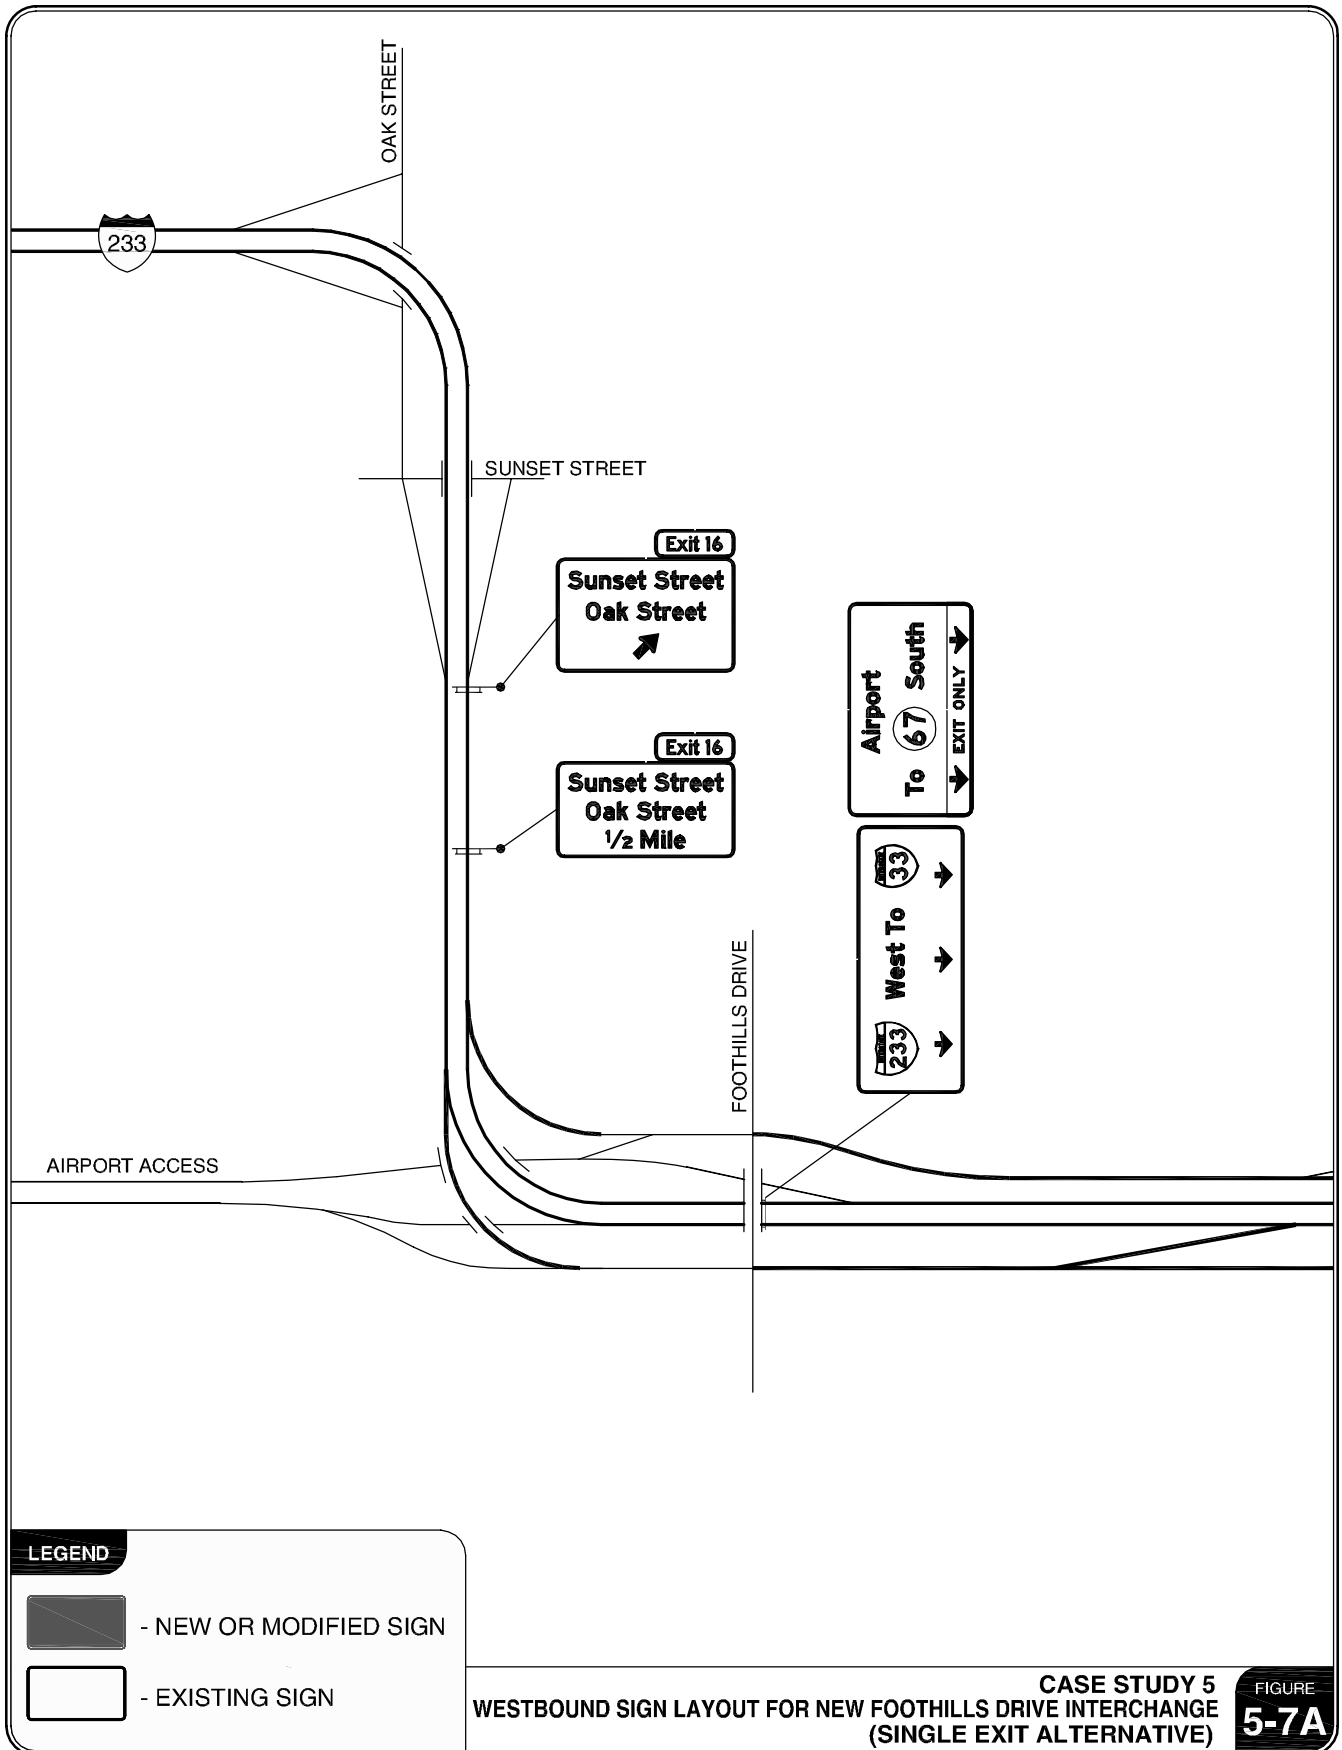 OAK STREET
233
SUNSET STREET
Exit 16
Sunset Street
Oak Street
Exit 16
Sunset Street
Oak Street
1/2 Mile
Airport
To 67 South
EXIT ONLY
233 West To 33
FOOTHILLS DRIVE
AIRPORT ACCESS
LEGEND
- NEW OR MODIFIED SIGN
- EXISTING SIGN
CASE STUDY 5
WESTBOUND SIGN LAYOUT FOR NEW FOOTHILLS DRIVE INTERCHANGE
(SINGLE EXIT ALTERNATIVE)
FIGURE
5-7A